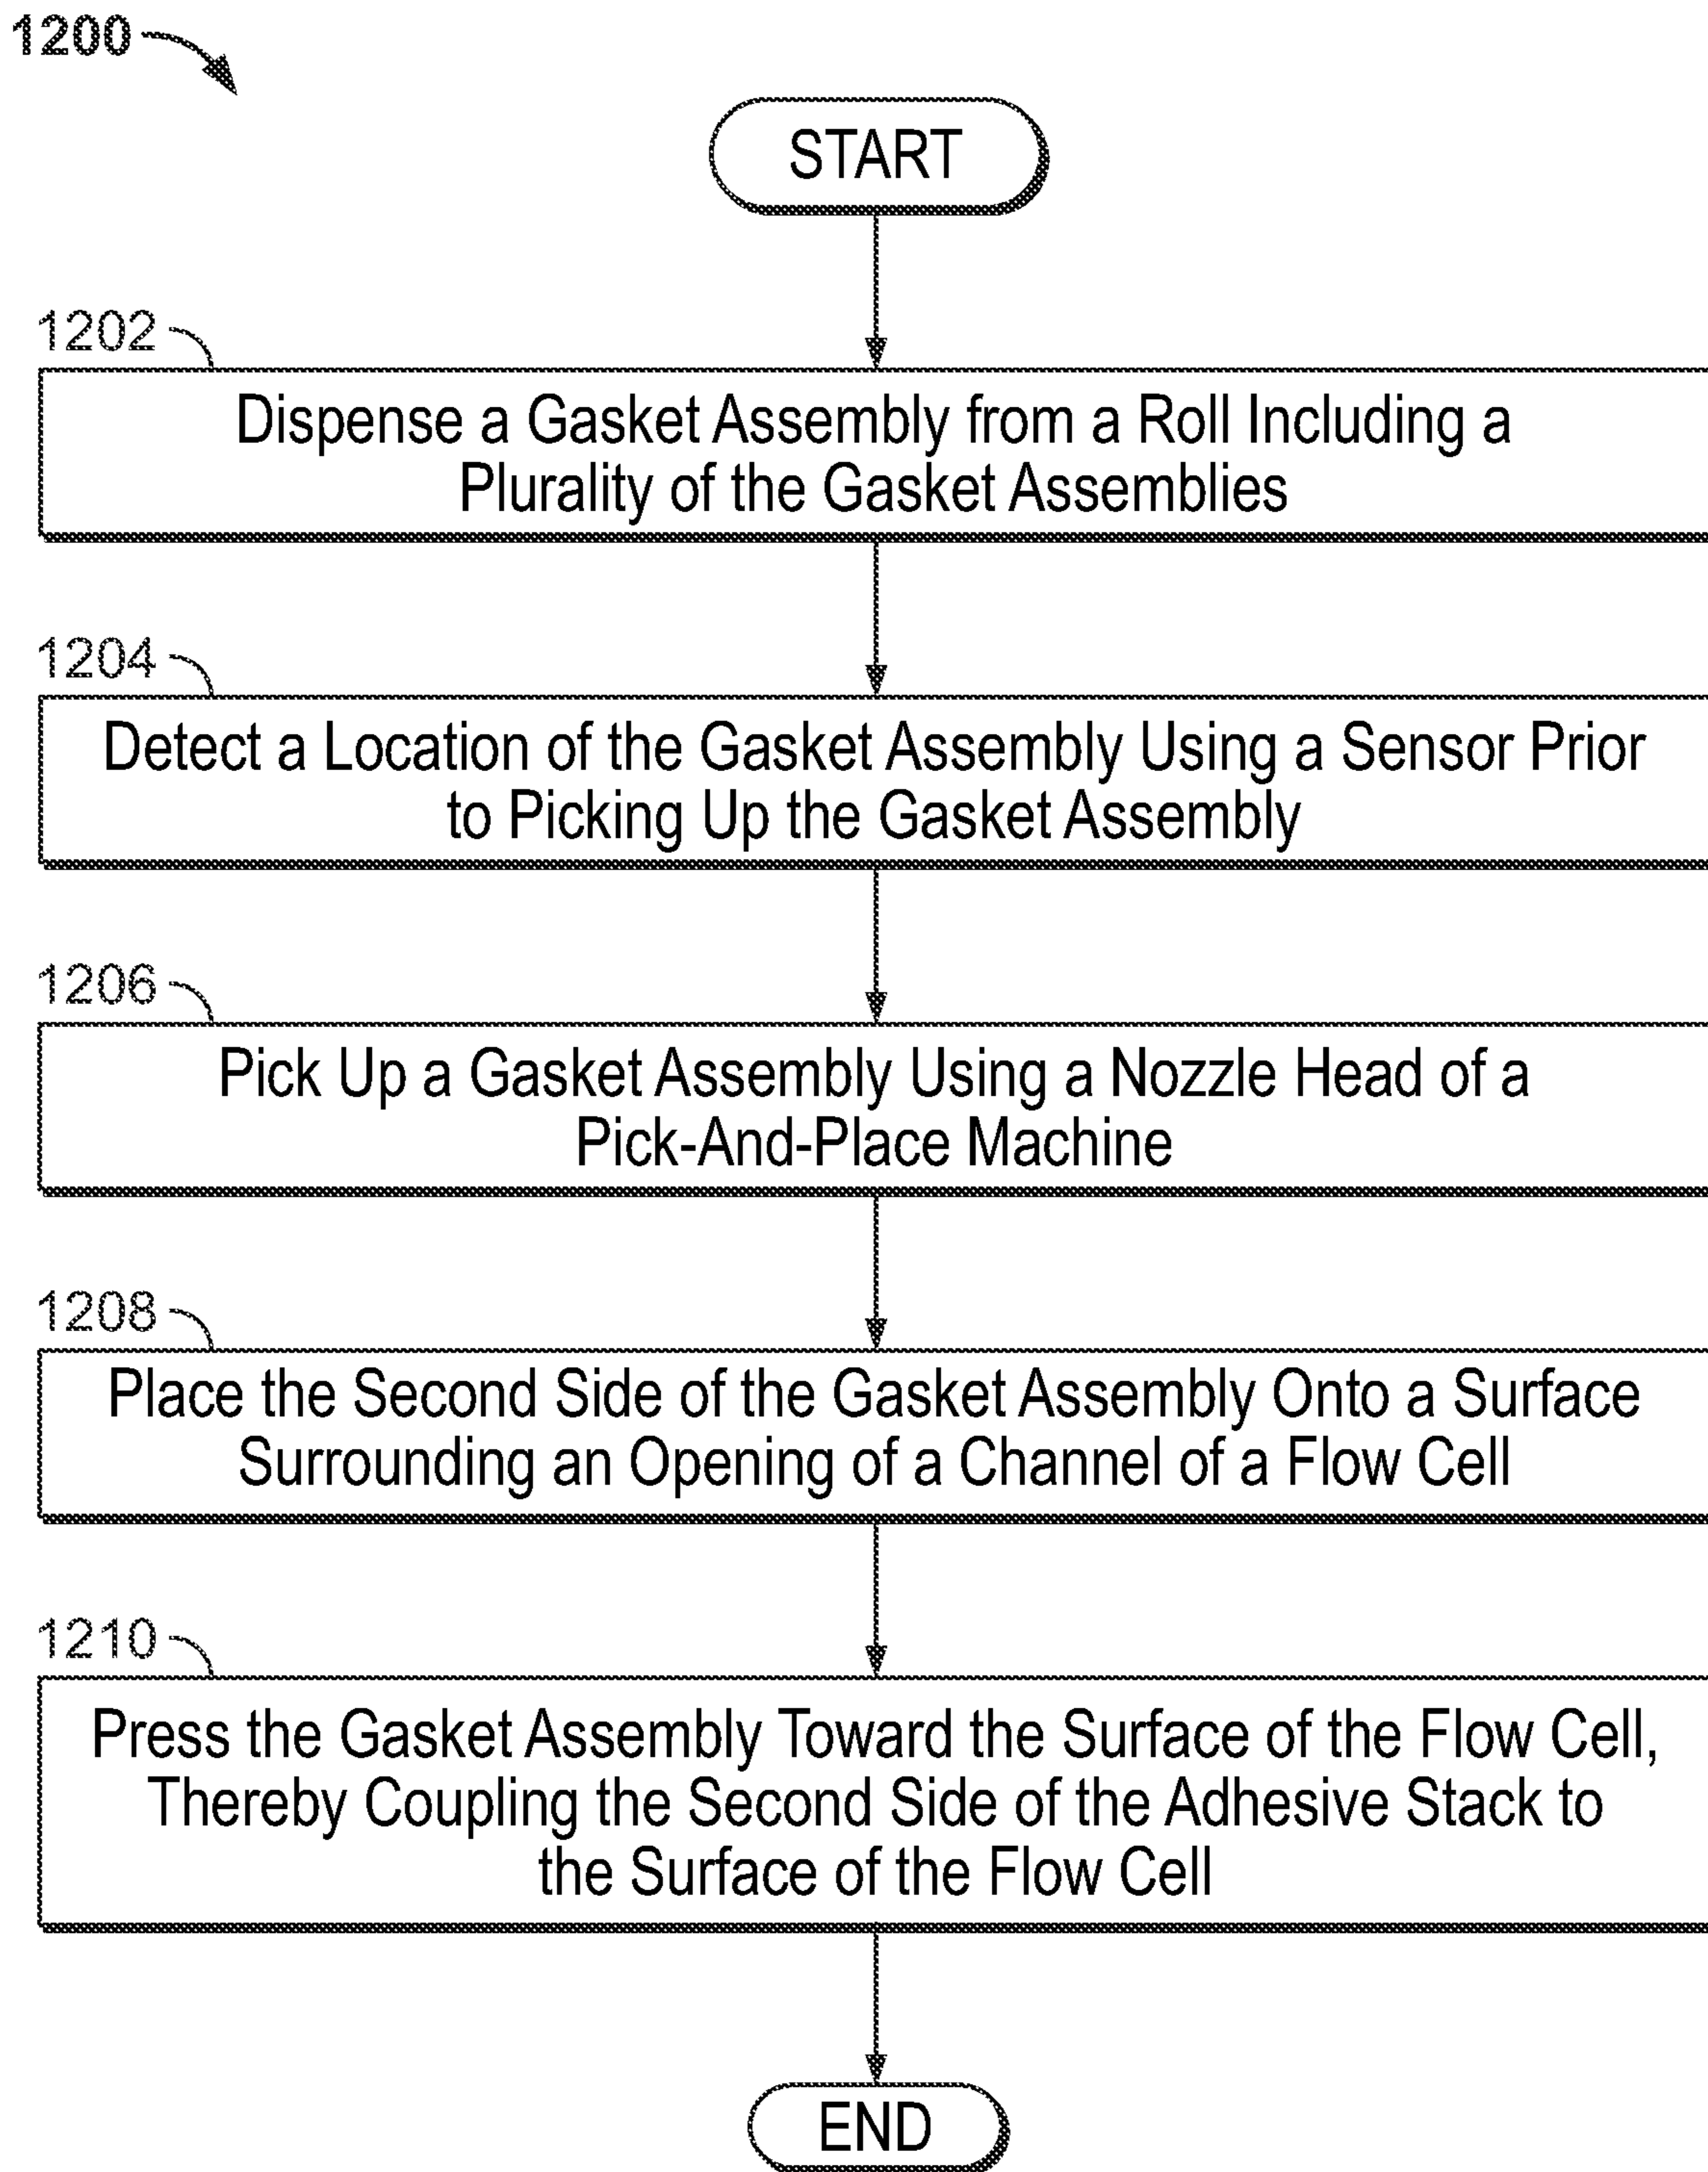 1200
START
1202
Dispense a Gasket Assembly from a Roll Including a
Plurality of the Gasket Assemblies
1204
Detect a Location of the Gasket Assembly Using a Sensor Prior
to Picking Up the Gasket Assembly
1206
Pick Up a Gasket Assembly Using a Nozzle Head of a
Pick-And-Place Machine
1208
Place the Second Side of the Gasket Assembly Onto a Surface
Surrounding an Opening of a Channel of a Flow Cell
1210
Press the Gasket Assembly Toward the Surface of the Flow Cell,
Thereby Coupling the Second Side of the Adhesive Stack to
the Surface of the Flow Cell
END